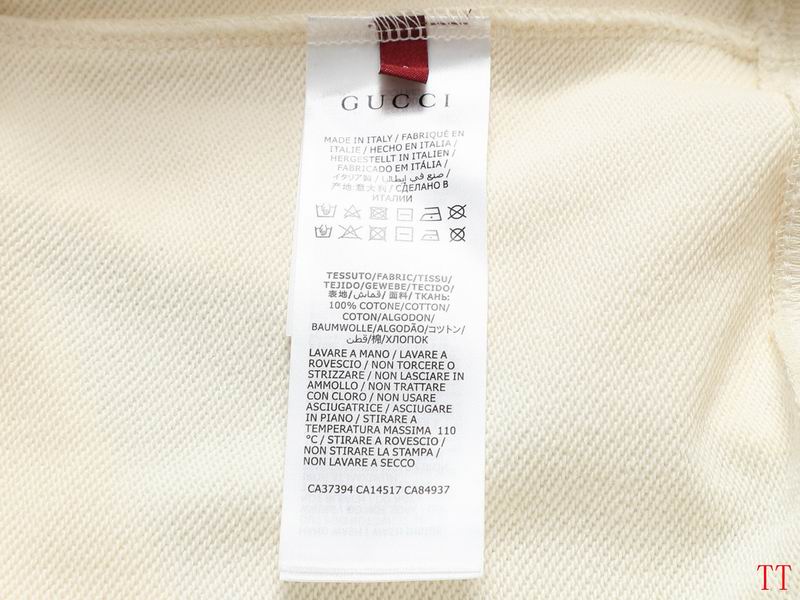 GUCCI
MADE IN ITALY / FABRIQUÉ EN
ITALIE / HECHO EN ITALIA /
HERGESTELLT IN ITALIEN /
FABRICADO EM ITÁLIA /
イタリア製 / صنع في إيطاليا /
产地:意大利 / СДЕЛАНО В
ИТАЛИИ
TESSUTO/FABRIC/TISSU/
TEJIDO/GEWEBE/TECIDO/
表地/قماش/ 面料/ ТКАНЬ:
100% COTONE/COTTON/
COTON/ALGODON/
BAUMWOLLE/ALGODÃO/コットン/
قطن/棉/ХЛОПОК
LAVARE A MANO / LAVARE A
ROVESCIO / NON TORCERE O
STRIZZARE / NON LASCIARE IN
AMMOLLO / NON TRATTARE
CON CLORO / NON USARE
ASCIUGATRICE / ASCIUGARE
IN PIANO / STIRARE A
TEMPERATURA MASSIMA 110
°C / STIRARE A ROVESCIO /
NON STIRARE LA STAMPA /
NON LAVARE A SECCO
CA37394 CA14517 CA84937
TT